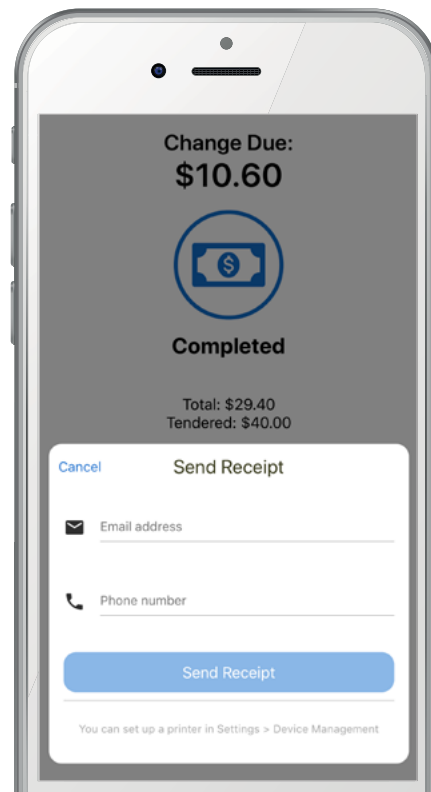 Change Due:
$10.60
$
Completed
Total: $29.40
Tendered: $40.00
Cancel
Send Receipt
Email address
Phone number
Send Receipt
You can set up a printer in Settings > Device Management